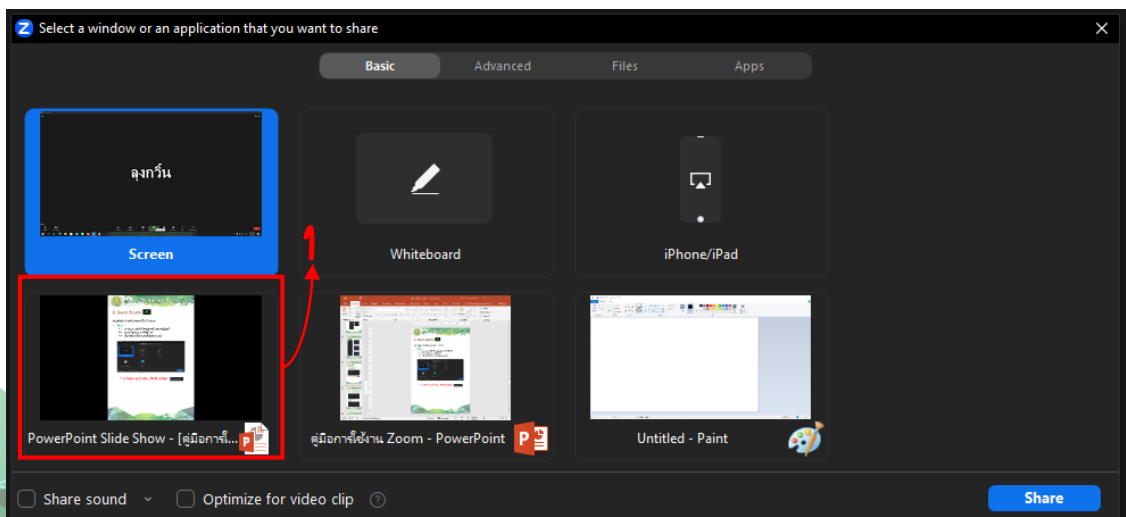 Select a window or an application that you want to share
Basic
Advanced
Files
Apps
ลุงกวิ้น
Screen
Whiteboard
iPhone/iPad
1
PowerPoint Slide Show - [คู่มือการใ...
คู่มือการใช้งาน Zoom - PowerPoint
Untitled - Paint
Share sound
Optimize for video clip
Share